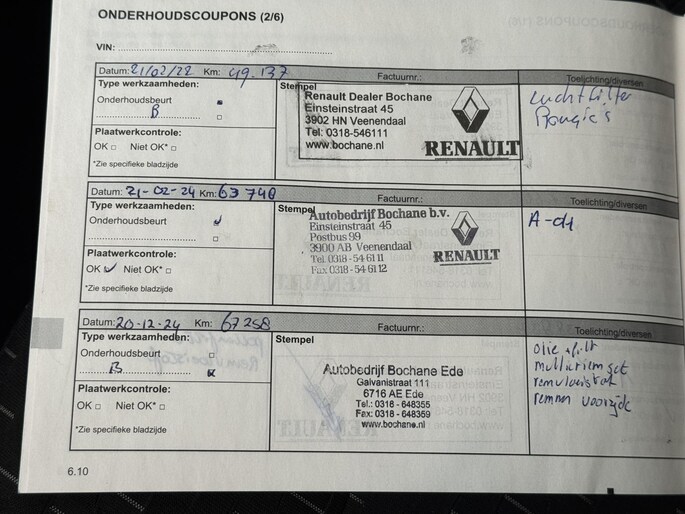 ONDERHOUDSCOUPONS (2/6)
VIN:
Datum: 21/02/22 Km: 49.137 Factuurnr.: Toelichting/diversen
Type werkzaamheden:
Onderhoudsbeurt
B
Plaatwerkcontrole:
OK Niet OK*
*Zie specifieke bladzijde
Stempel
Renault Dealer Bochane
Einsteinstraat 45
3902 HN Veenendaal
Tel: 0318-546111
www.bochane.nl
RENAULT
Luchtfilter
Bougie's
Datum: 21-02-24 Km: 63740 Factuurnr.: Toelichting/diversen
Type werkzaamheden:
Onderhoudsbeurt
Plaatwerkcontrole:
OK Niet OK*
*Zie specifieke bladzijde
Stempel
Autobedrijf Bochane b.v.
Einsteinstraat 45
Postbus 99
3900 AB Veenendaal
Tel. 0318 - 54 61 11
Fax 0318 - 54 61 12
RENAULT
Datum: 20-12-24 Km: 67258 Factuurnr.: Toelichting/diversen
Type werkzaamheden:
Onderhoudsbeurt
B
Plaatwerkcontrole:
OK Niet OK*
*Zie specifieke bladzijde
Stempel
Autobedrijf Bochane Ede
Galvanistraat 111
6716 AE Ede
Tel.: 0318 - 648355
Fax: 0318 - 648359
www.bochane.nl
olie filt
multiriemset
remvloeistof
remmen voorzijde
6.10